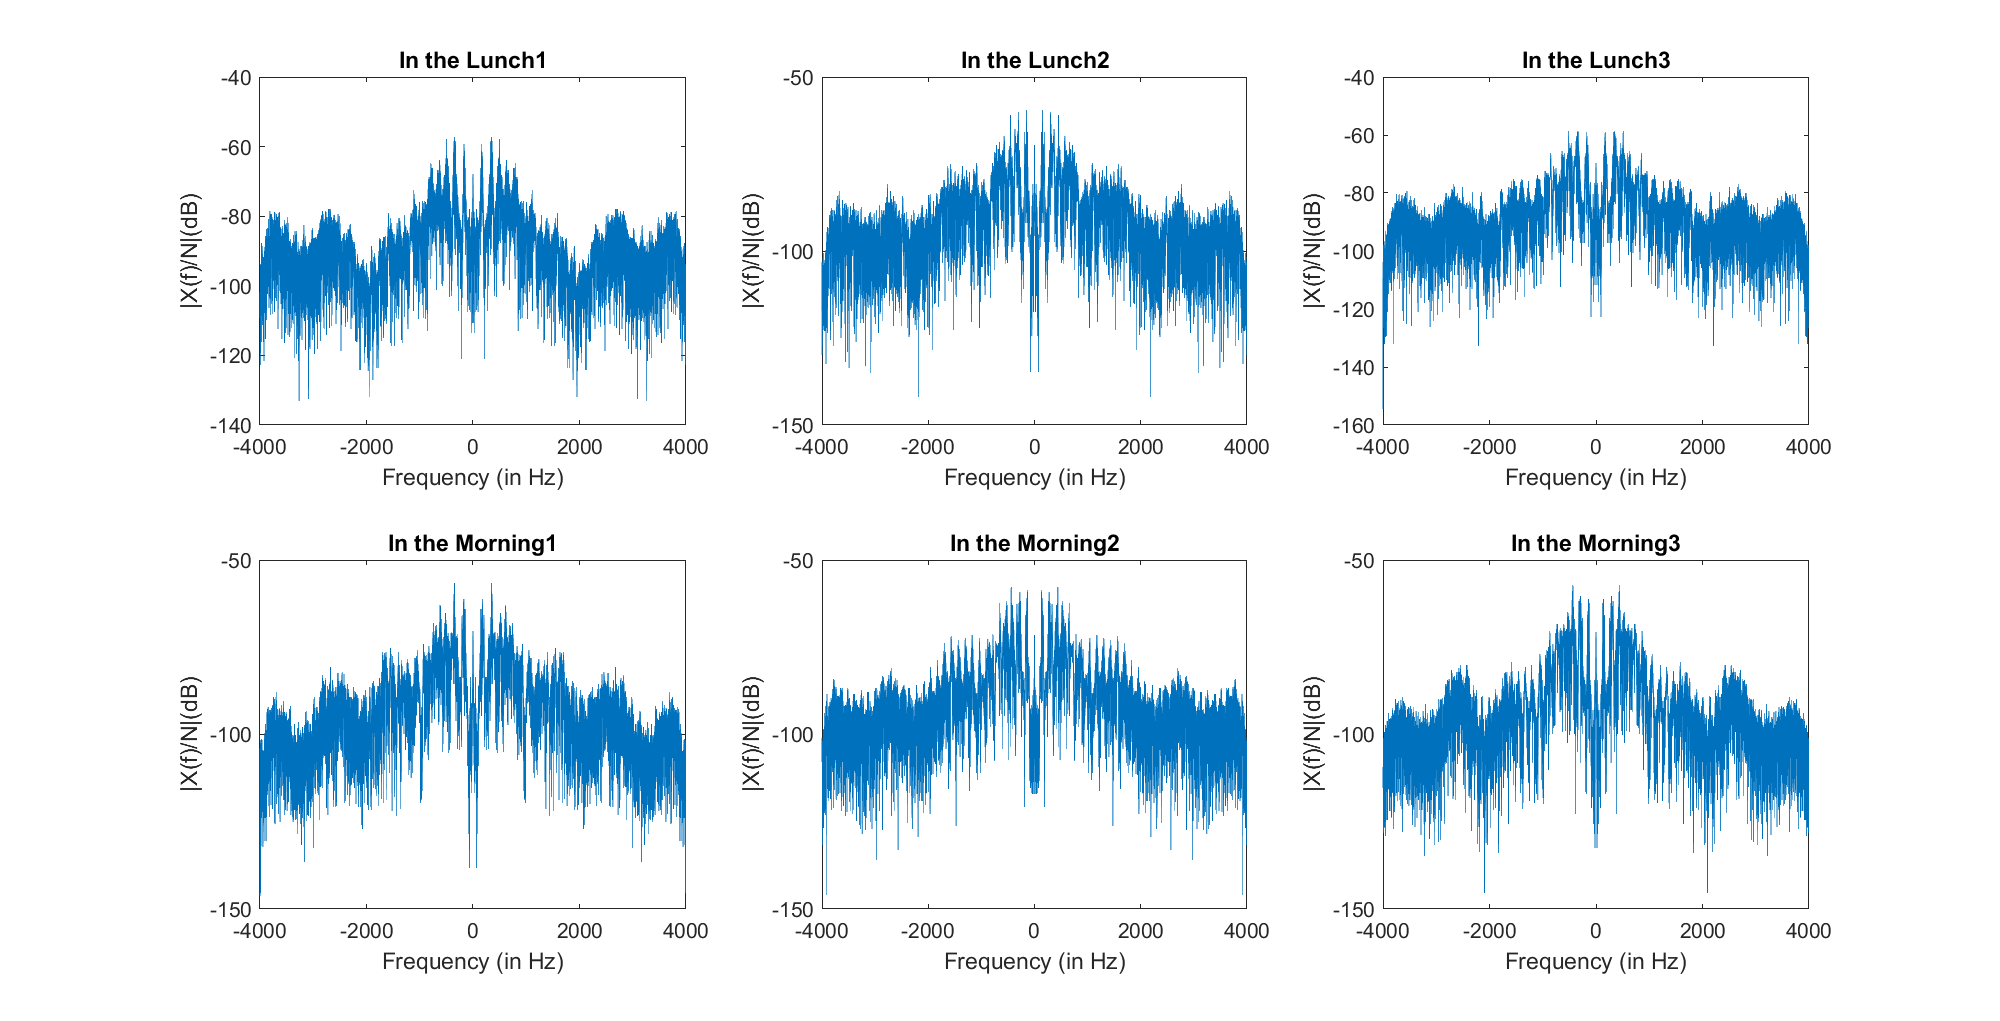 In the Lunch1
In the Lunch2
In the Lunch3
-40
-60
-80
-100
-120
-140
|X(f)/N|(dB)
-4000 -2000 0 2000 4000
Frequency (in Hz)
-50
-100
-150
|X(f)/N|(dB)
-4000 -2000 0 2000 4000
Frequency (in Hz)
-40
-60
-80
-100
-120
-140
-160
|X(f)/N|(dB)
-4000 -2000 0 2000 4000
Frequency (in Hz)
In the Morning1
In the Morning2
In the Morning3
-50
-100
-150
|X(f)/N|(dB)
-4000 -2000 0 2000 4000
Frequency (in Hz)
-50
-100
-150
|X(f)/N|(dB)
-4000 -2000 0 2000 4000
Frequency (in Hz)
-50
-100
-150
|X(f)/N|(dB)
-4000 -2000 0 2000 4000
Frequency (in Hz)